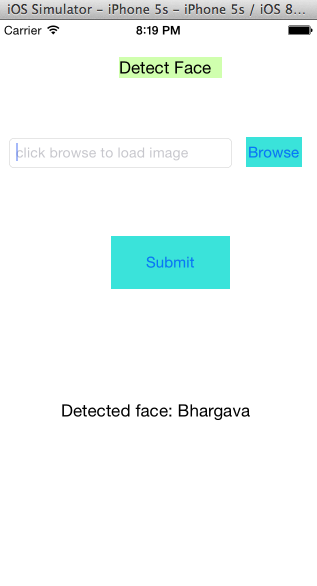 iOS Simulator – iPhone 5s – iPhone 5s / iOS 8...
Carrier 8:19 PM
Detect Face
click browse to load image Browse
Submit
Detected face: Bhargava